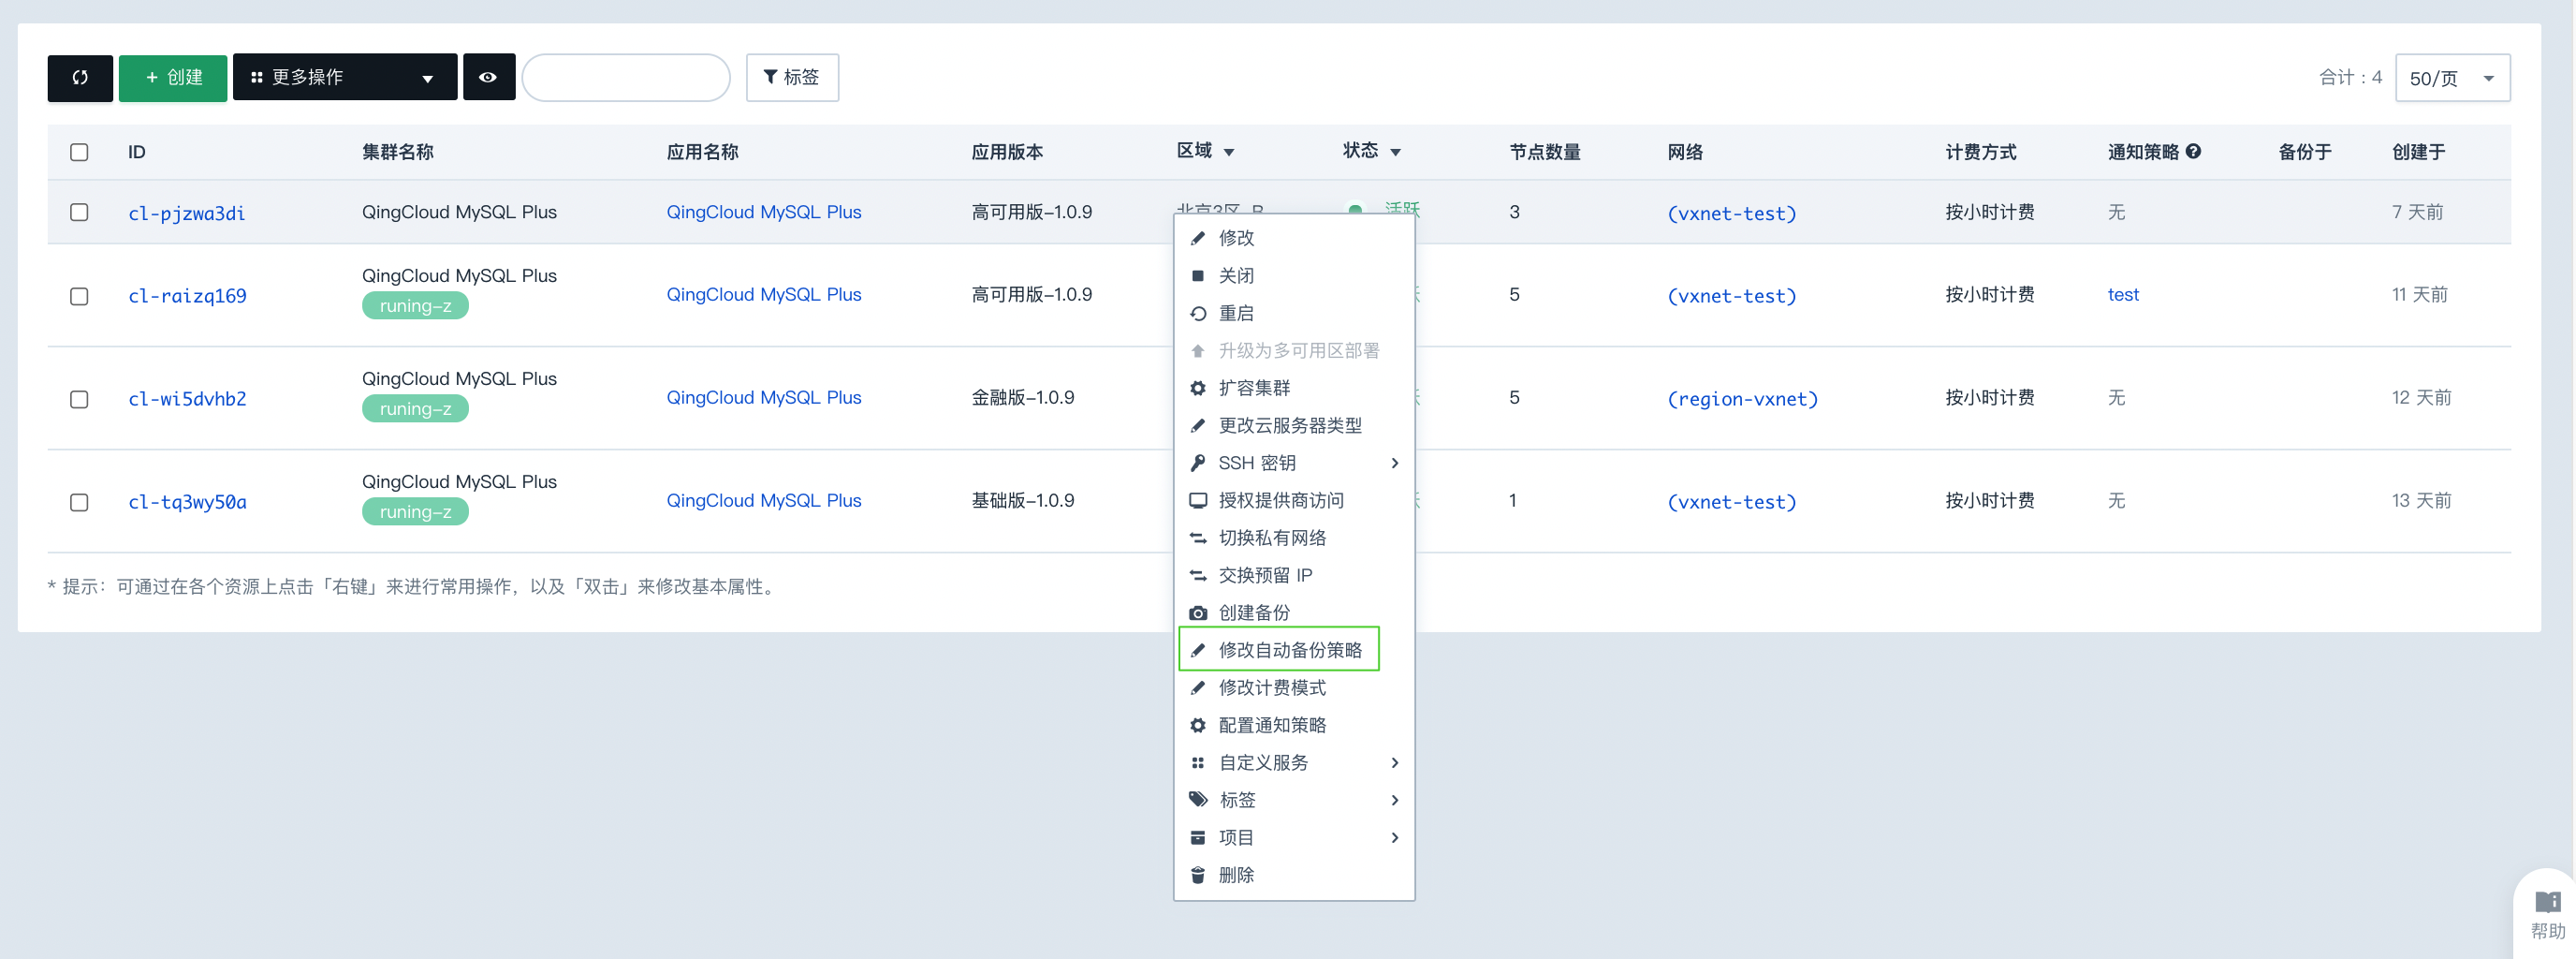 创建
更多操作
标签
合计：4
50/页
ID 集群名称 应用名称 应用版本 区域 状态 节点数量 网络 计费方式 通知策略 备份于 创建于
cl-pjzwa3di QingCloud MySQL Plus QingCloud MySQL Plus 高可用版-1.0.9 北京3区-B 活跃 3 (vxnet-test) 按小时计费 无 7 天前
cl-raizq169 QingCloud MySQL Plus QingCloud MySQL Plus 高可用版-1.0.9 5 (vxnet-test) 按小时计费 test 11 天前
runing-z
cl-wi5dvhb2 QingCloud MySQL Plus QingCloud MySQL Plus 金融版-1.0.9 5 (region-vxnet) 按小时计费 无 12 天前
runing-z
cl-tq3wy50a QingCloud MySQL Plus QingCloud MySQL Plus 基础版-1.0.9 1 (vxnet-test) 按小时计费 无 13 天前
runing-z
* 提示：可通过在各个资源上点击「右键」来进行常用操作，以及「双击」来修改基本属性。
修改
关闭
重启
升级为多可用区部署
扩容集群
更改云服务器类型
SSH 密钥
授权提供商访问
切换私有网络
交换预留 IP
创建备份
修改自动备份策略
修改计费模式
配置通知策略
自定义服务
标签
项目
删除
帮助